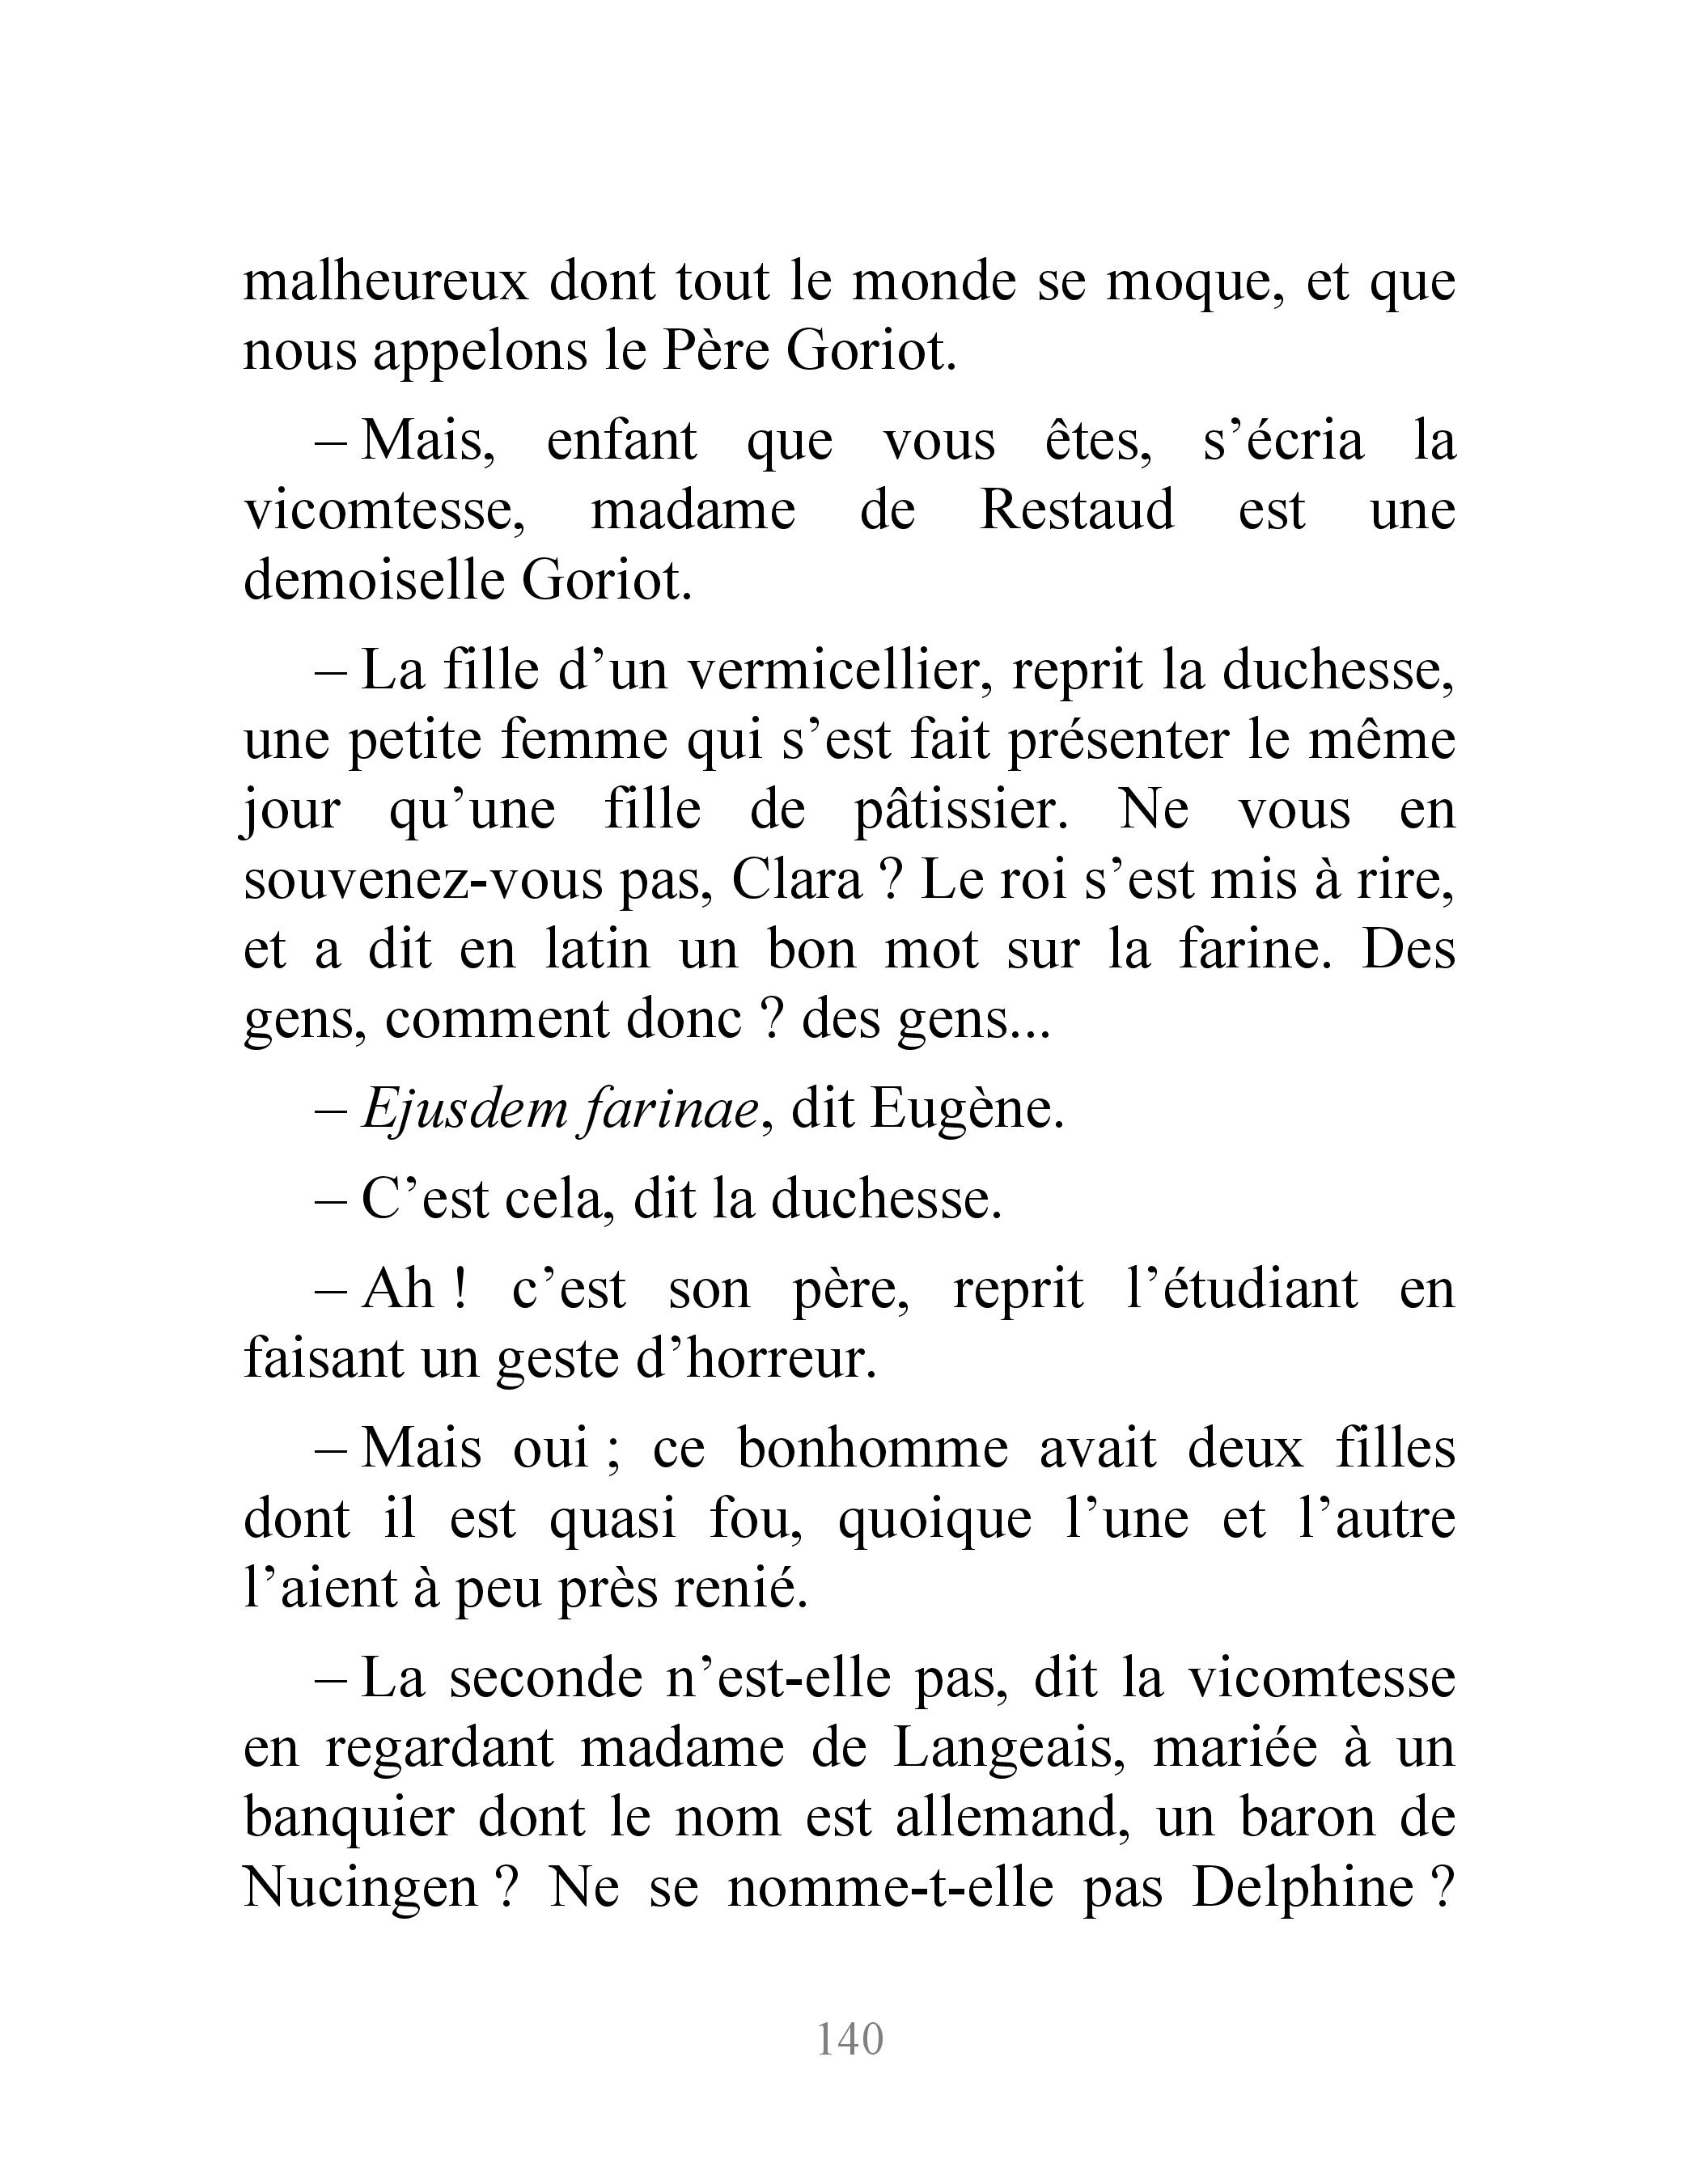 malheureux dont tout le monde se moque, et que
nous appelons le Père Goriot.
– Mais, enfant que vous êtes, s’écria la
vicomtesse, madame de Restaud est une
demoiselle Goriot.
– La fille d’un vermicellier, reprit la duchesse,
une petite femme qui s’est fait présenter le même
jour qu’une fille de pâtissier. Ne vous en
souvenez-vous pas, Clara ? Le roi s’est mis à rire,
et a dit en latin un bon mot sur la farine. Des
gens, comment donc ? des gens...
– Ejusdem farinae, dit Eugène.
– C’est cela, dit la duchesse.
– Ah ! c’est son père, reprit l’étudiant en
faisant un geste d’horreur.
– Mais oui ; ce bonhomme avait deux filles
dont il est quasi fou, quoique l’une et l’autre
l’aient à peu près renié.
– La seconde n’est-elle pas, dit la vicomtesse
en regardant madame de Langeais, mariée à un
banquier dont le nom est allemand, un baron de
Nucingen ? Ne se nomme-t-elle pas Delphine ?
140